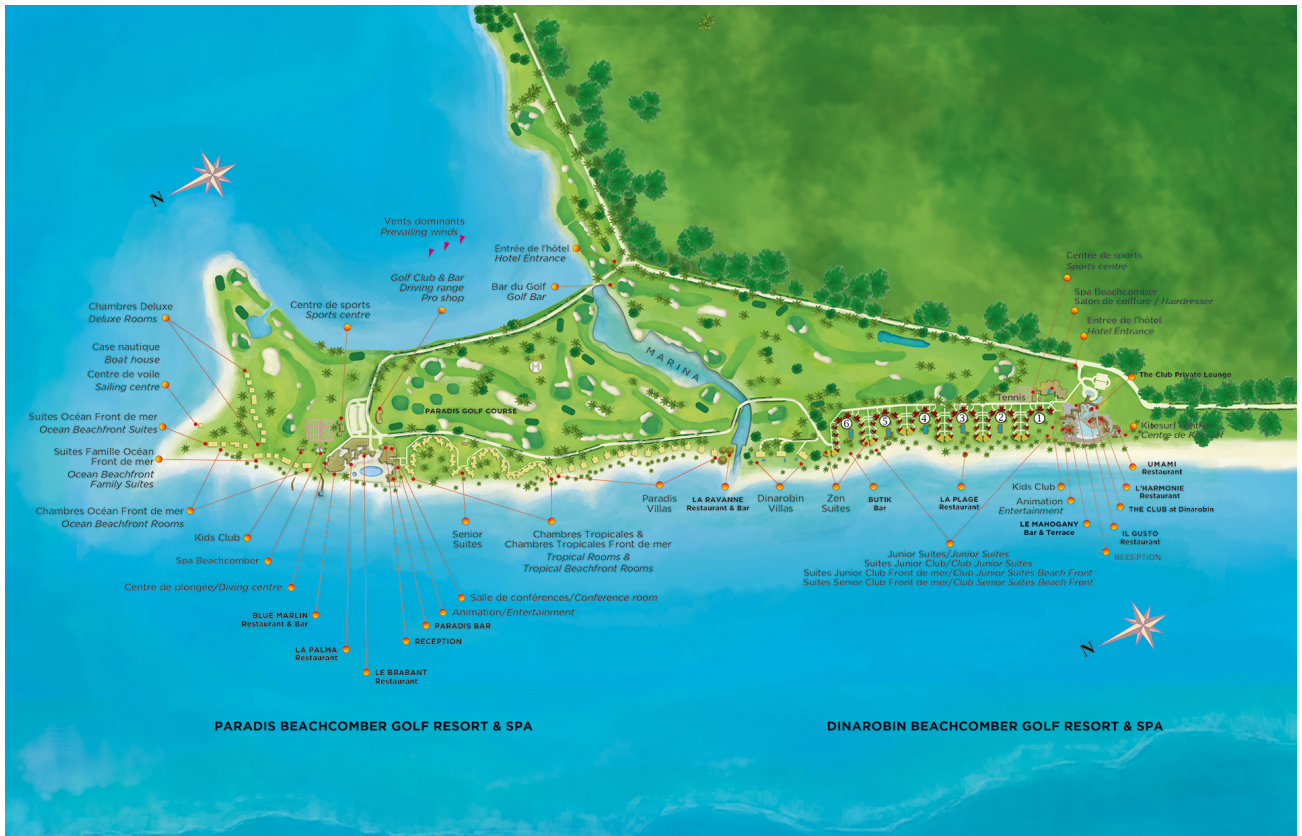 Vents dominants
Prevailing winds
N
Entrée de l'hôtel
Hotel Entrance
Golf Club & Bar
Driving range
Pro shop
Bar du Golf
Golf Bar
Centre de sports
Sports centre
Chambres Deluxe
Deluxe Rooms
Case nautique
Boat house
Centre de voile
Sailing centre
Suites Océan Front de mer
Ocean Beachfront Suites
Suites Famille Océan
Front de mer
Ocean Beachfront
Family Suites
Chambres Océan Front de mer
Ocean Beachfront Rooms
Kids Club
Spa Beachcomber
Centre de plongée/Diving centre
BLUE MARLIN
Restaurant & Bar
LA PALMA
Restaurant
LE BRABANT
Restaurant
RECEPTION
PARADIS BAR
Animation/Entertainment
Salle de conférences/Conference room
Senior
Suites
Chambres Tropicales &
Chambres Tropicales Front de mer
Tropical Rooms &
Tropical Beachfront Rooms
PARADIS GOLF COURSE
H
MARINA
Paradis
Villas
LA RAVANNE
Restaurant & Bar
Dinarobin
Villas
Zen
Suites
BUTIK
Bar
LA PLAGE
Restaurant
6
5
4
3
2
1
Tennis
Centre de sports
Sports centre
Spa Beachcomber
Salon de coiffure / Hairdresser
Entrée de l'hôtel
Hotel Entrance
The Club Private Lounge
Kitesurf centre
Centre de
UMAMI
Restaurant
L'HARMONIE
Restaurant
THE CLUB at Dinarobin
IL GUSTO
Restaurant
RECEPTION
Kids Club
Animation
Entertainment
LE MAHOGANY
Bar & Terrace
Junior Suites/Junior Suites
Suites Junior Club/Club Junior Suites
Suites Junior Club Front de mer/Club Junior Suites Beach Front
Suites Senior Club Front de mer/Club Senior Suites Beach Front
N
PARADIS BEACHCOMBER GOLF RESORT & SPA
DINAROBIN BEACHCOMBER GOLF RESORT & SPA